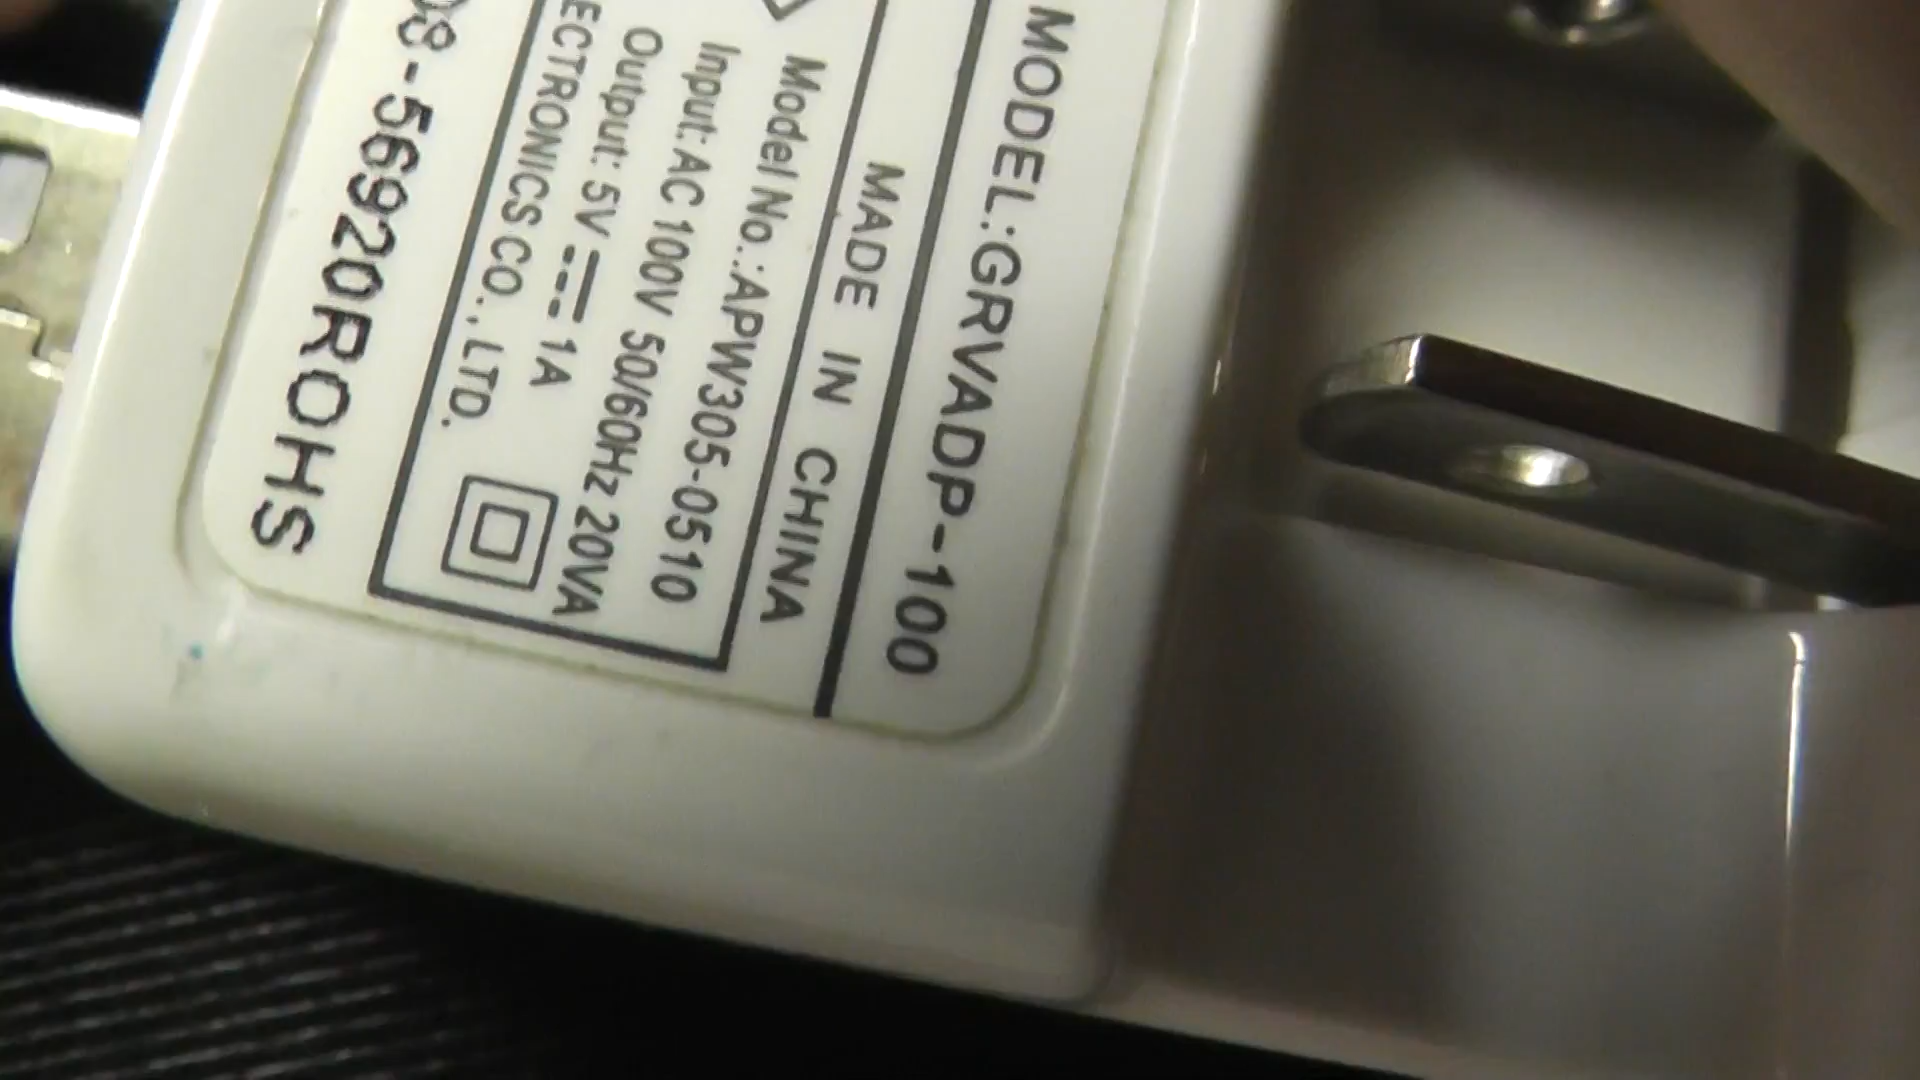 MODEL:GRVADP-100
MADE IN CHINA
Model No.:APW305-0510
Input:AC 100V 50/60Hz 20VA
Output: 5V 1A
ECTRONICS CO., LTD.
08-56920ROHS